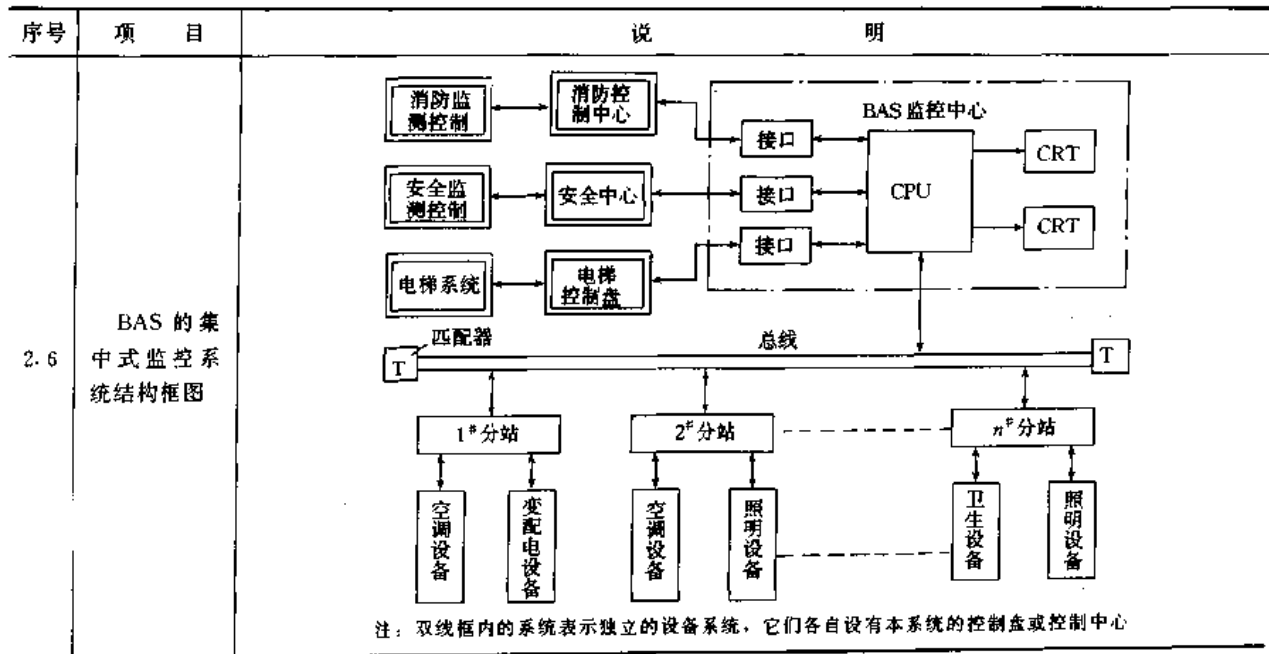 序号 项 目 说 明
消防监
测控制
消防控
制中心
BAS 监控中心
接口
CPU
CRT
安全监
测控制
安全中心
接口
CRT
接口
电梯系统
电梯
控制盘
2.6
BAS 的集
中式监控系
统结构框图
匹配器
总线
T
T
1#分站
2#分站
n#分站
空调设备
变配电设备
空调设备
照明设备
卫生设备
照明设备
注：双线框内的系统表示独立的设备系统，它们各自设有本系统的控制盘或控制中心